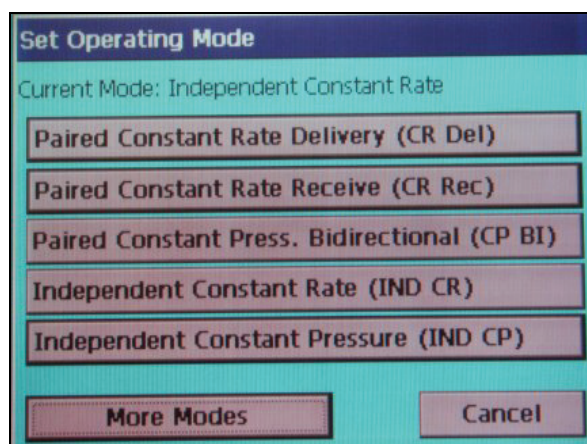 Set Operating Mode
Current Mode: Independent Constant Rate
Paired Constant Rate Delivery (CR Del)
Paired Constant Rate Receive (CR Rec)
Paired Constant Press. Bidirectional (CP BI)
Independent Constant Rate (IND CR)
Independent Constant Pressure (IND CP)
More Modes
Cancel